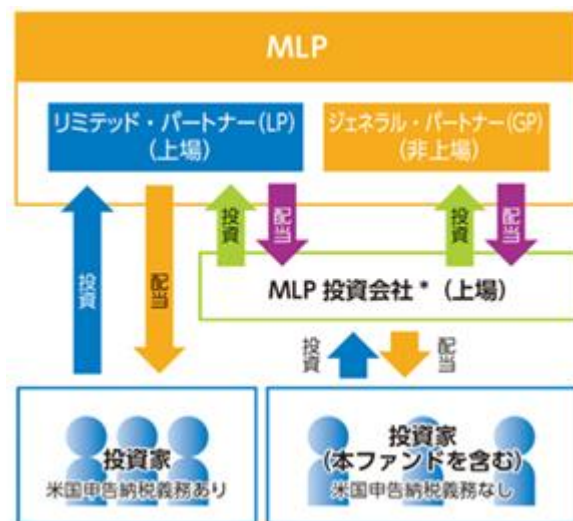 MLP
リミテッド・パートナー(LP)
(上場)
ジェネラル・パートナー(GP)
(非上場)
投資
配当
投資
配当
投資
配当
MLP 投資会社*(上場)
投資
配当
投資家
米国申告納税義務あり
投資家
(本ファンドを含む)
米国申告納税義務なし